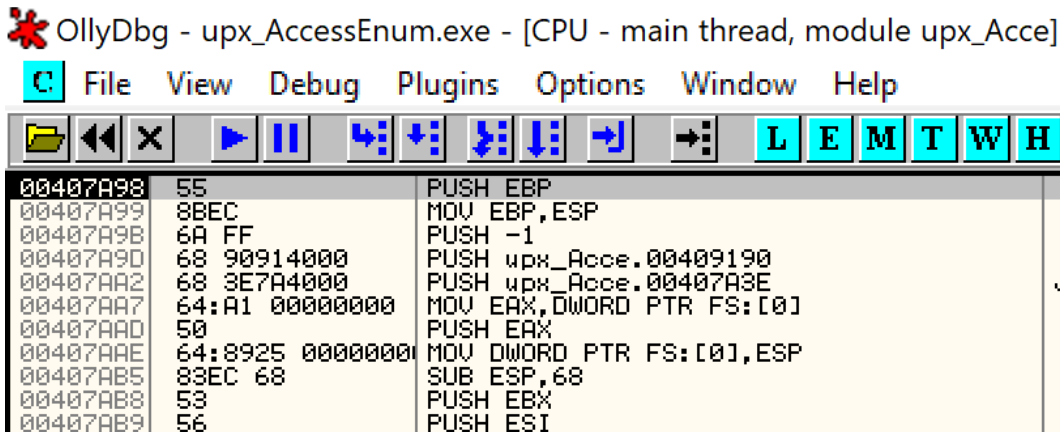 OllyDbg - upx_AccessEnum.exe - [CPU - main thread, module upx_Acce]
C File View Debug Plugins Options Window Help
L E M T W H
00407A98 55 PUSH EBP
00407A99 8BEC MOV EBP,ESP
00407A9B 6A FF PUSH -1
00407A9D 68 90914000 PUSH upx_Acce.00409190
00407AA2 68 3E7A4000 PUSH upx_Acce.00407A3E
00407AA7 64:A1 00000000 MOV EAX,DWORD PTR FS:[0]
00407AAD 50 PUSH EAX
00407AAE 64:8925 0000000 MOV DWORD PTR FS:[0],ESP
00407AB5 83EC 68 SUB ESP,68
00407AB8 53 PUSH EBX
00407AB9 56 PUSH ESI